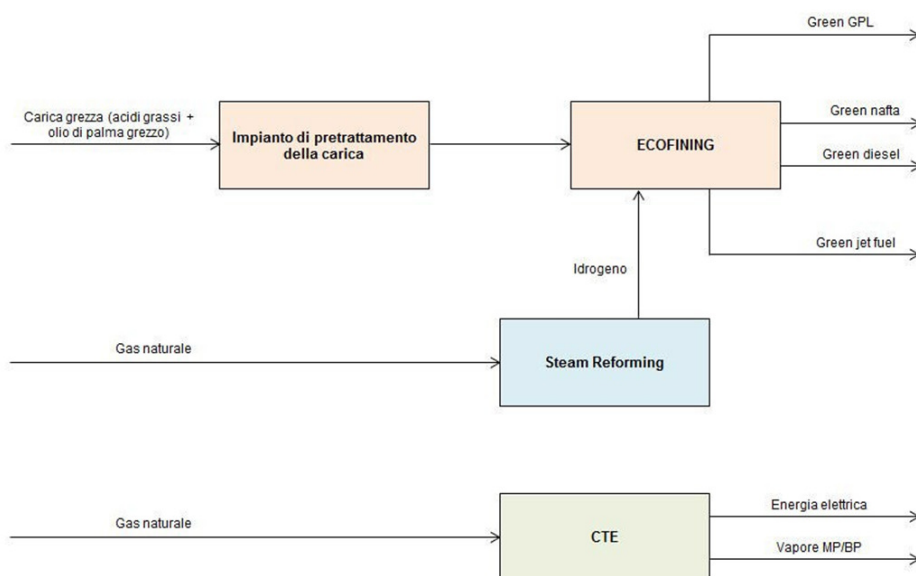 Green GPL
Carica grezza (acidi grassi +
olio di palma grezzo)
Impianto di pretrattamento
della carica
ECOFINING
Green nafta
Green diesel
Green jet fuel
Idrogeno
Gas naturale
Steam Reforming
Gas naturale
CTE
Energia elettrica
Vapore MP/BP